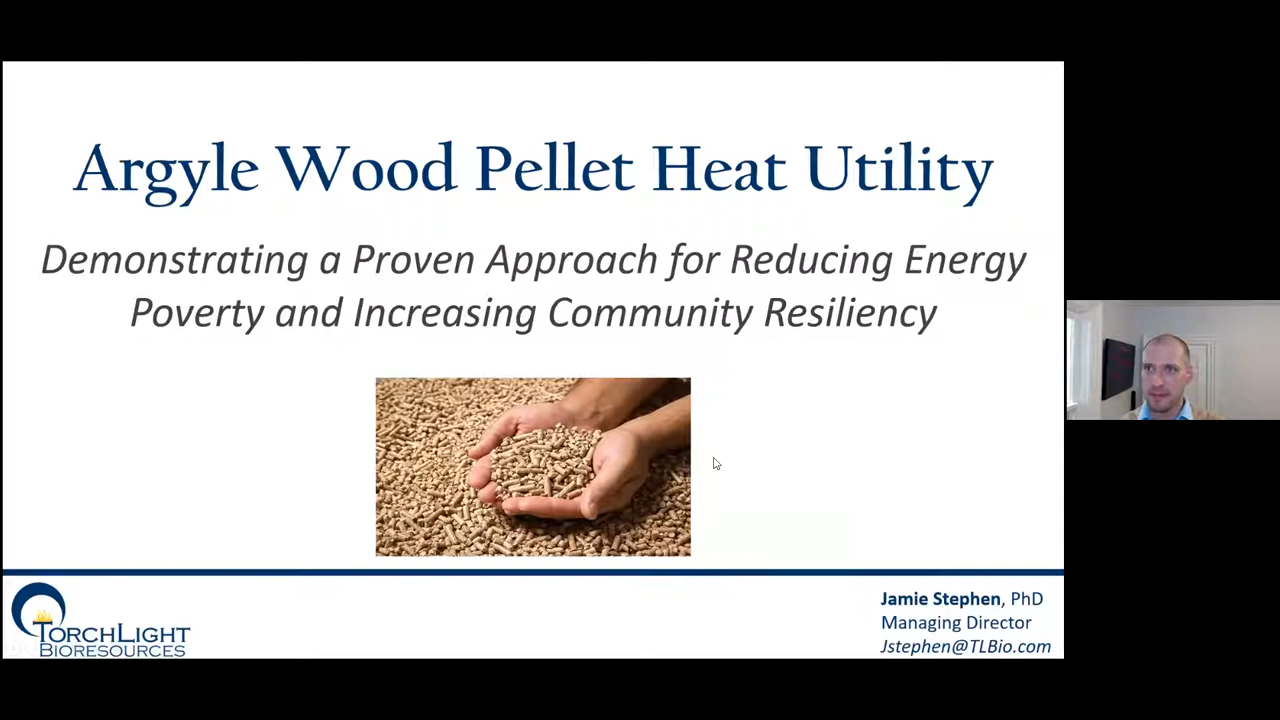 Argyle Wood Pellet Heat Utility
Demonstrating a Proven Approach for Reducing Energy
Poverty and Increasing Community Resiliency
TORCHLIGHT
BIORESOURCES
Jamie Stephen, PhD
Managing Director
Jstephen@TLBio.com